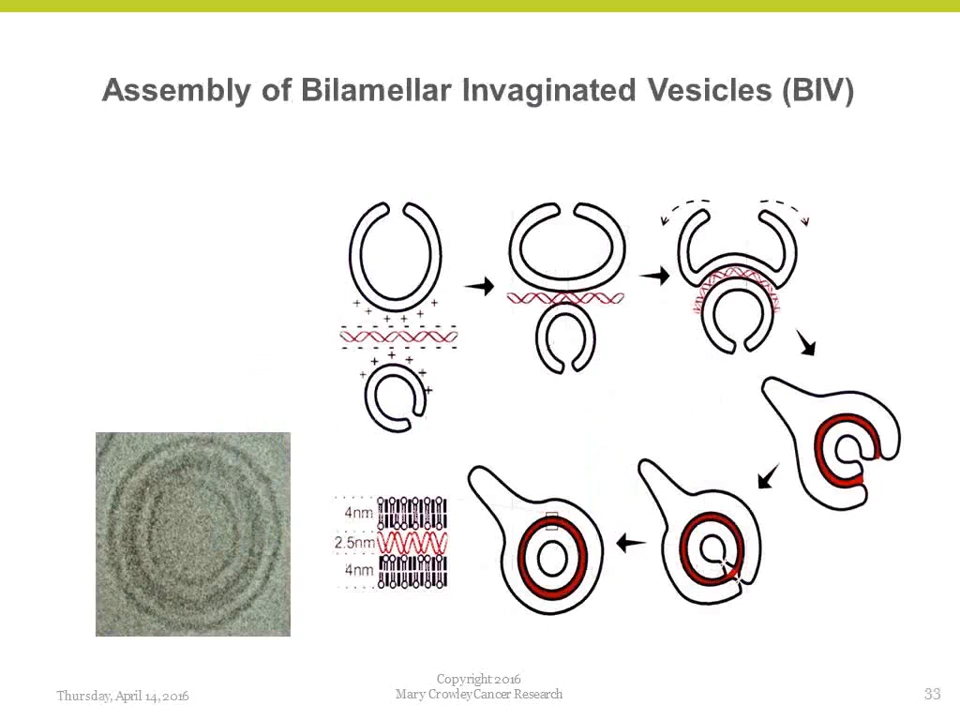 Assembly of Bilamellar Invaginated Vesicles (BIV)
4nm
2.5nm
4nm
Thursday, April 14, 2016
Copyright 2016
Mary Crowley Cancer Research
33